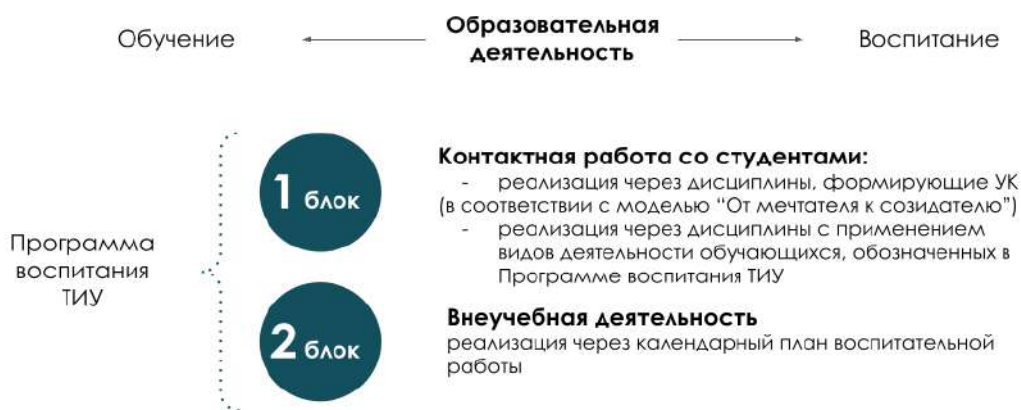 Обучение
Образовательная
деятельность
Воспитание
Программа
воспитания
ТИУ
1 блок
Контактная работа со студентами:
- реализация через дисциплины, формирующие УК
(в соответствии с моделью “От мечтателя к созидателю”)
- реализация через дисциплины с применением
видов деятельности обучающихся, обозначенных в
Программе воспитания ТИУ
2 блок
Внеучебная деятельность
реализация через календарный план воспитательной
работы